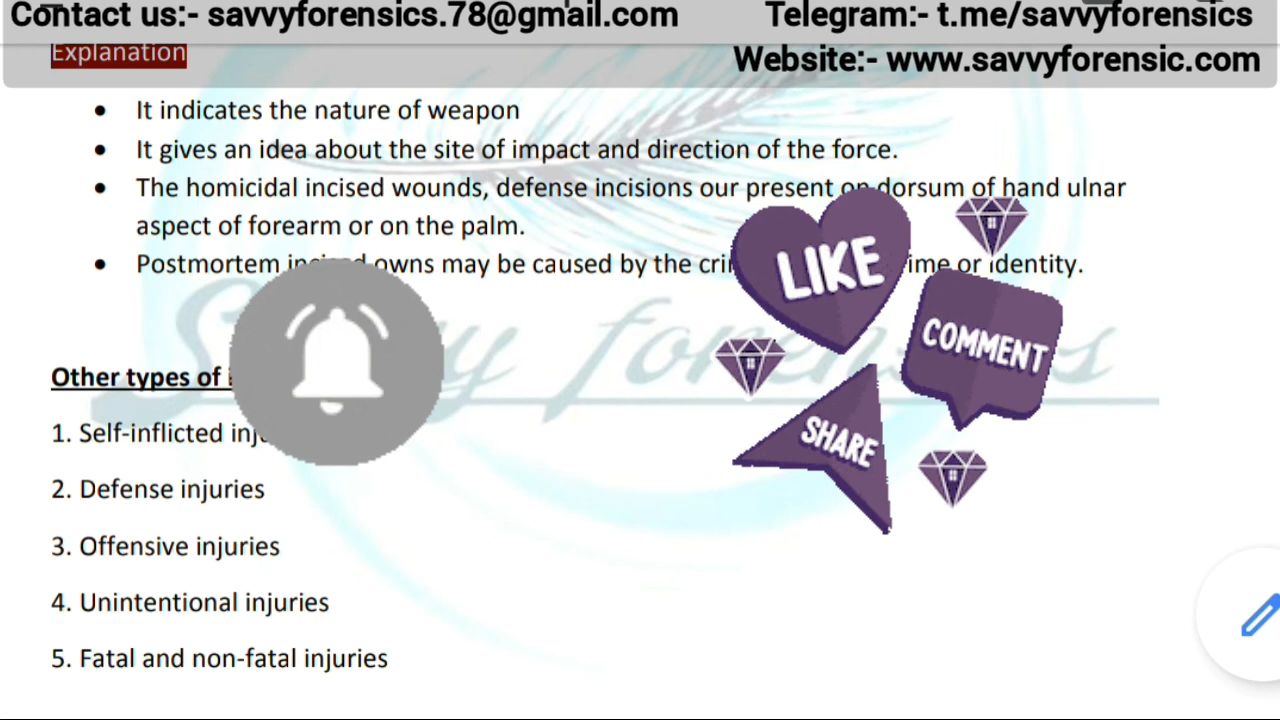 Contact us:- savvyforensics.78@gmail.com
Telegram:- t.me/savvyforensics
Website:- www.savvyforensic.com
Explanation
• It indicates the nature of weapon
• It gives an idea about the site of impact and direction of the force.
• The homicidal incised wounds, defense incisions our present on dorsum of hand ulnar
aspect of forearm or on the palm.
• Postmortem owns may be caused by the or identity.
LIKE
COMMENT
SHARE
Savvy forensics
Other types of
1. Self-inflicted
2. Defense injuries
3. Offensive injuries
4. Unintentional injuries
5. Fatal and non-fatal injuries